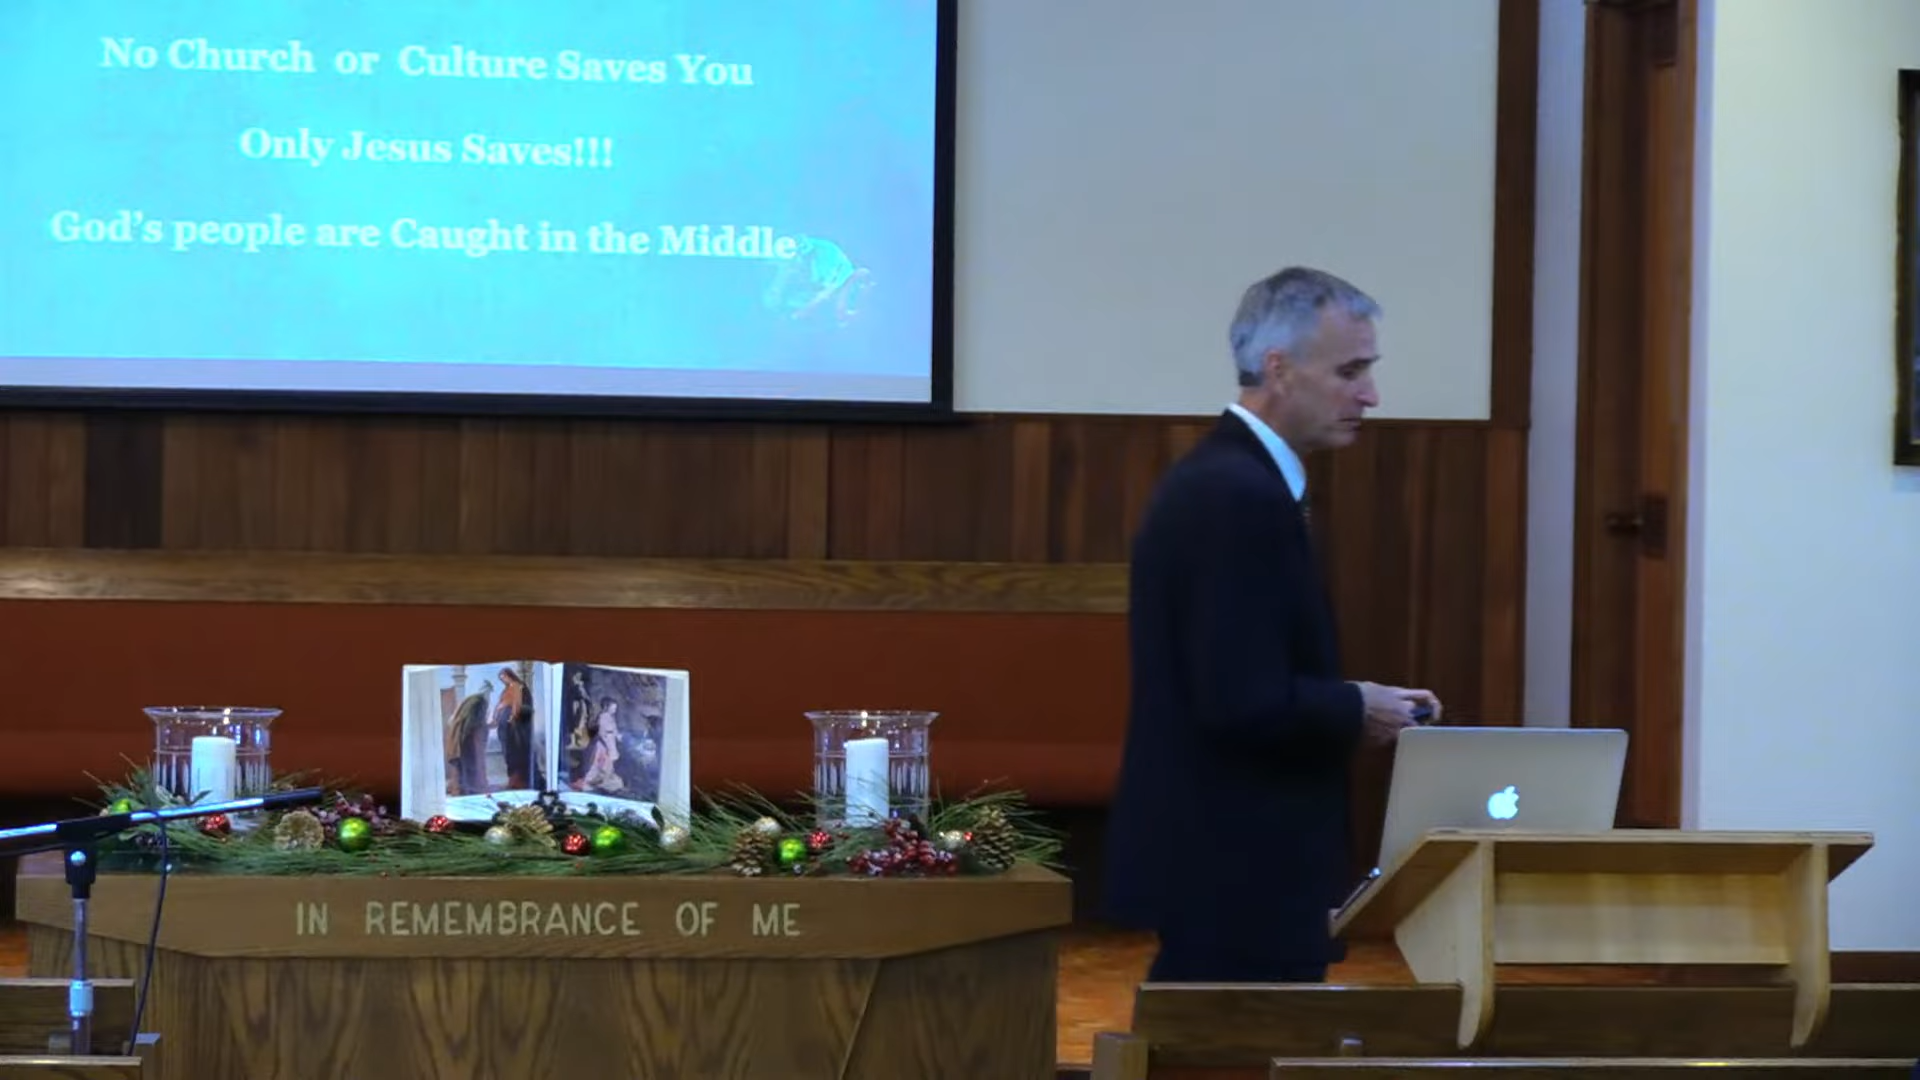 No Church or Culture Saves You
Only Jesus Saves!!!
God's people are Caught in the Middle
IN REMEMBRANCE OF ME